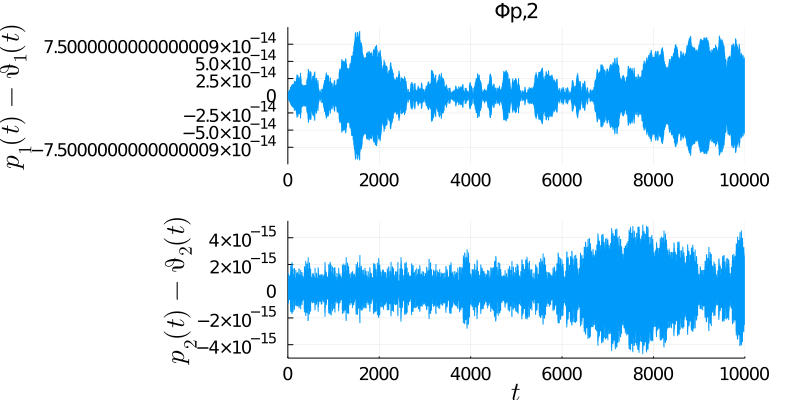 Φp,2
p₁(t) − ϑ₁(t)
7.5000000000000009×10⁻¹⁴
5.0×10⁻¹⁴
2.5×10⁻¹⁴
0
−2.5×10⁻¹⁴
−5.0×10⁻¹⁴
−7.5000000000000009×10⁻¹⁴
0 2000 4000 6000 8000 10000
p₂(t) − ϑ₂(t)
4×10⁻¹⁵
2×10⁻¹⁵
0
−2×10⁻¹⁵
−4×10⁻¹⁵
0 2000 4000 6000 8000 10000
t